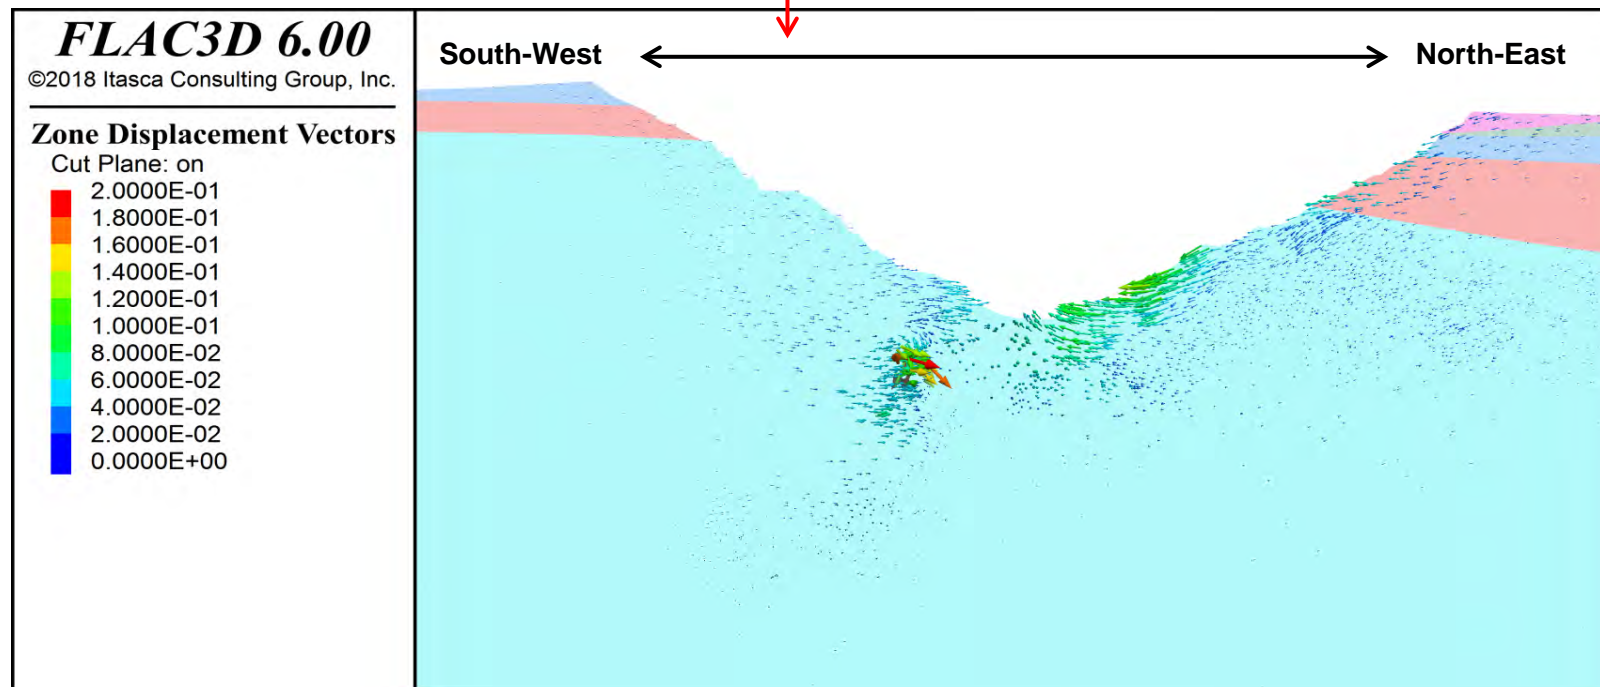 FLAC3D 6.00
©2018 Itasca Consulting Group, Inc.
Zone Displacement Vectors
Cut Plane: on
2.0000E-01
1.8000E-01
1.6000E-01
1.4000E-01
1.2000E-01
1.0000E-01
8.0000E-02
6.0000E-02
4.0000E-02
2.0000E-02
0.0000E+00
South-West
North-East